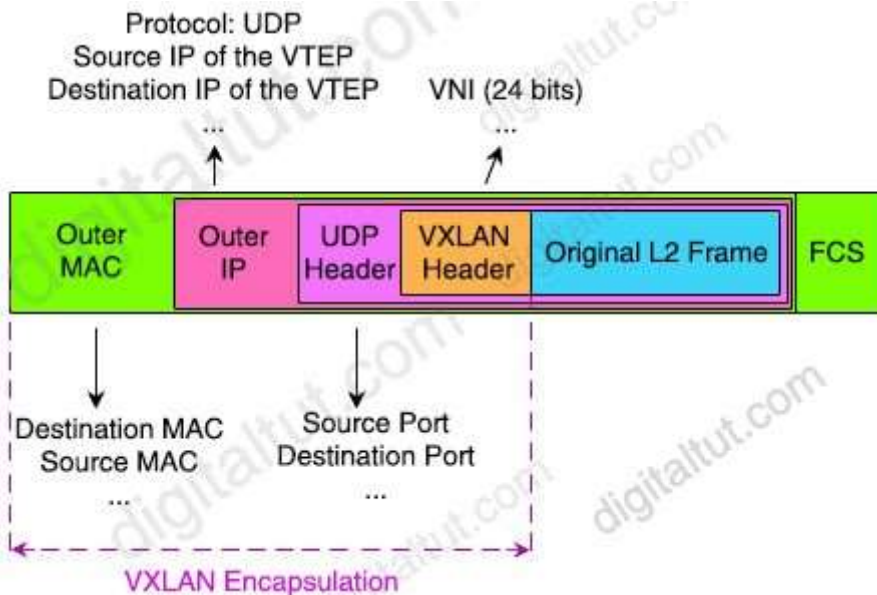 Protocol: UDP
Source IP of the VTEP
Destination IP of the VTEP
...
VNI (24 bits)
...
Outer
MAC
Outer
IP
UDP
Header
VXLAN
Header
Original L2 Frame
FCS
Destination MAC
Source MAC
...
Source Port
Destination Port
...
VXLAN Encapsulation
digitaltut.com
digitaltut.com
digitaltut.com
digitaltut.com
digitaltut.com
digitaltut.com